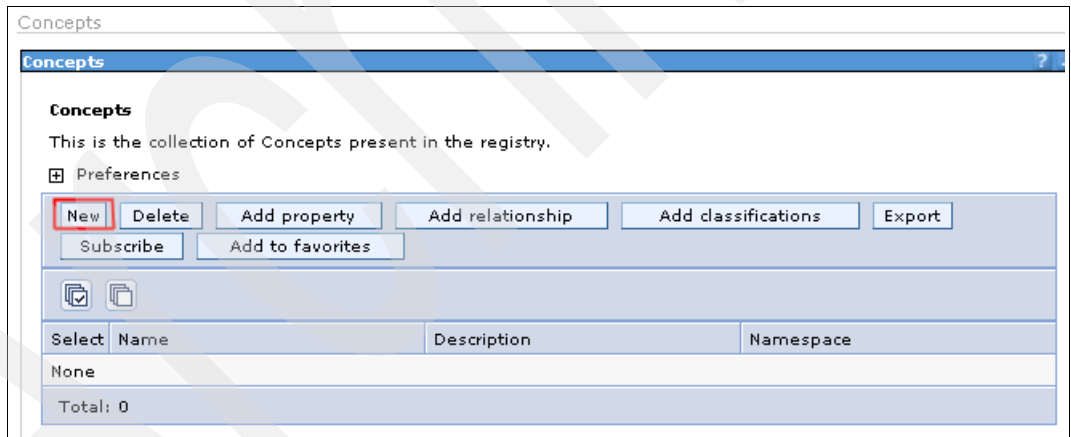 Concepts
Concepts ?
Concepts
This is the collection of Concepts present in the registry.
Preferences
New Delete Add property Add relationship Add classifications Export
Subscribe Add to favorites
Select Name Description Namespace
None
Total: 0